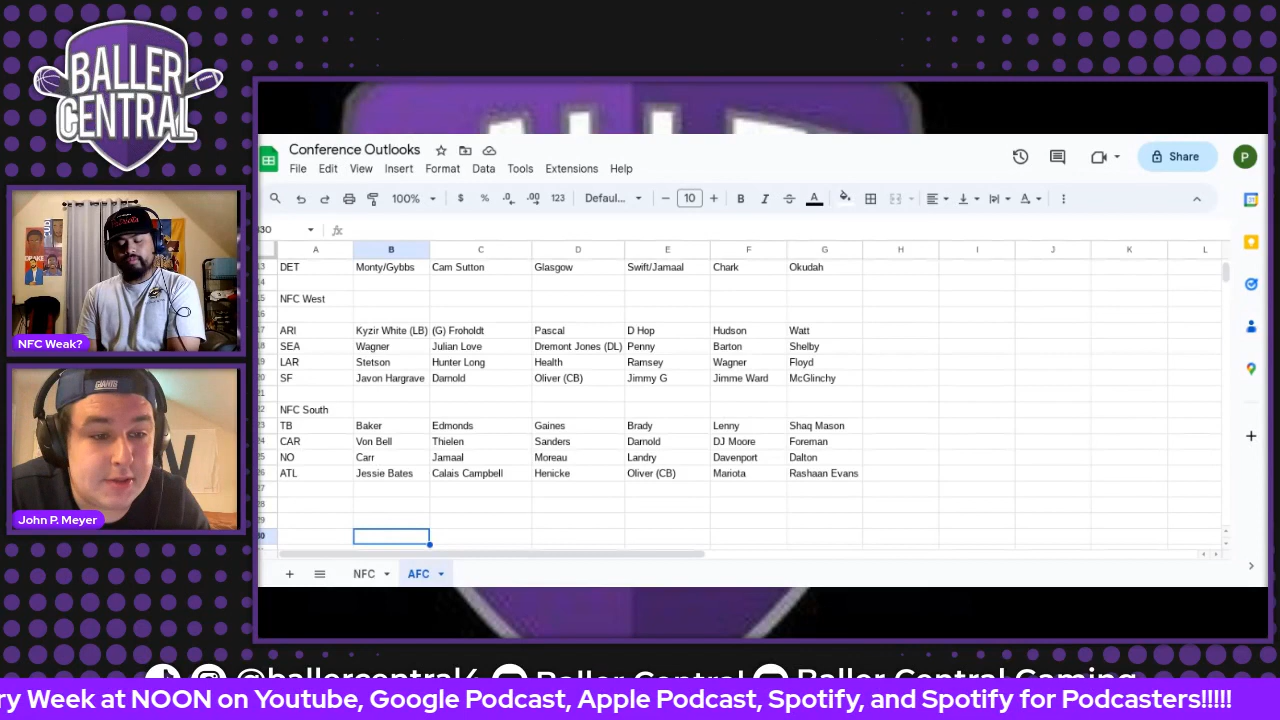 BALLER
CENTRAL
NFC Weak?
John P. Meyer
Conference Outlooks
File Edit View Insert Format Data Tools Extensions Help
Share P
100% $ % .0 .00 123 Defaul... − 10 + B I A
fx
A B C D E F G H I J K L
DET Monty/Gybbs Cam Sutton Glasgow Swift/Jamaal Chark Okudah
NFC West
ARI Kyzir White (LB) (G) Froholdt Pascal D Hop Hudson Watt
SEA Wagner Julian Love Dremont Jones (DL) Penny Barton Shelby
LAR Stetson Hunter Long Health Ramsey Wagner Floyd
SF Javon Hargrave Darnold Oliver (CB) Jimmy G Jimme Ward McGlinchy
NFC South
TB Baker Edmonds Gaines Brady Lenny Shaq Mason
CAR Von Bell Thielen Sanders Darnold DJ Moore Foreman
NO Carr Jamaal Moreau Landry Davenport Dalton
ATL Jessie Bates Calais Campbell Henicke Oliver (CB) Mariota Rashaan Evans
NFC AFC
Baller Central Baller Central Gaming
ry Week at NOON on Youtube, Google Podcast, Apple Podcast, Spotify, and Spotify for Podcasters!!!!!